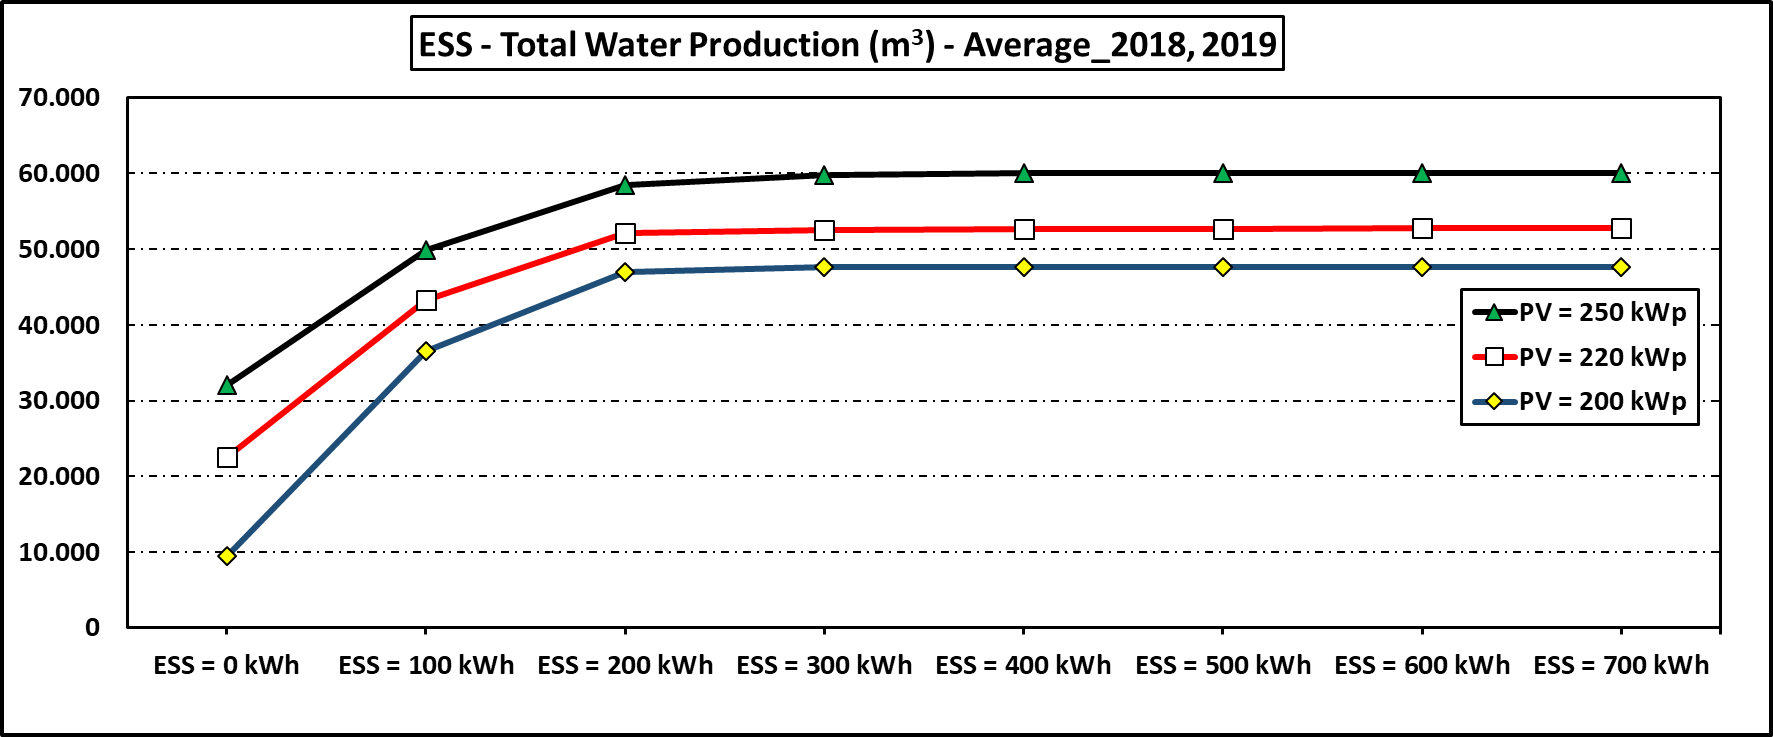 ESS - Total Water Production (m³) - Average_2018, 2019
70.000
60.000
50.000
40.000
30.000
20.000
10.000
0
PV = 250 kWp
PV = 220 kWp
PV = 200 kWp
ESS = 0 kWh ESS = 100 kWh ESS = 200 kWh ESS = 300 kWh ESS = 400 kWh ESS = 500 kWh ESS = 600 kWh ESS = 700 kWh